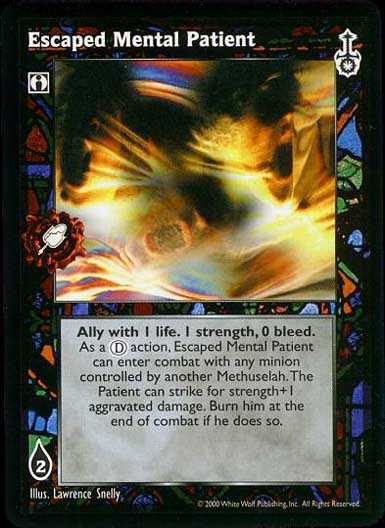 Escaped Mental Patient
Ally with 1 life. 1 strength, 0 bleed.
As a Ⓓ action, Escaped Mental Patient
can enter combat with any minion
controlled by another Methuselah. The
Patient can strike for strength+1
aggravated damage. Burn him at the
end of combat if he does so.
2
Illus. Lawrence Snelly
© 2000 White Wolf Publishing, Inc. All Rights Reserved.